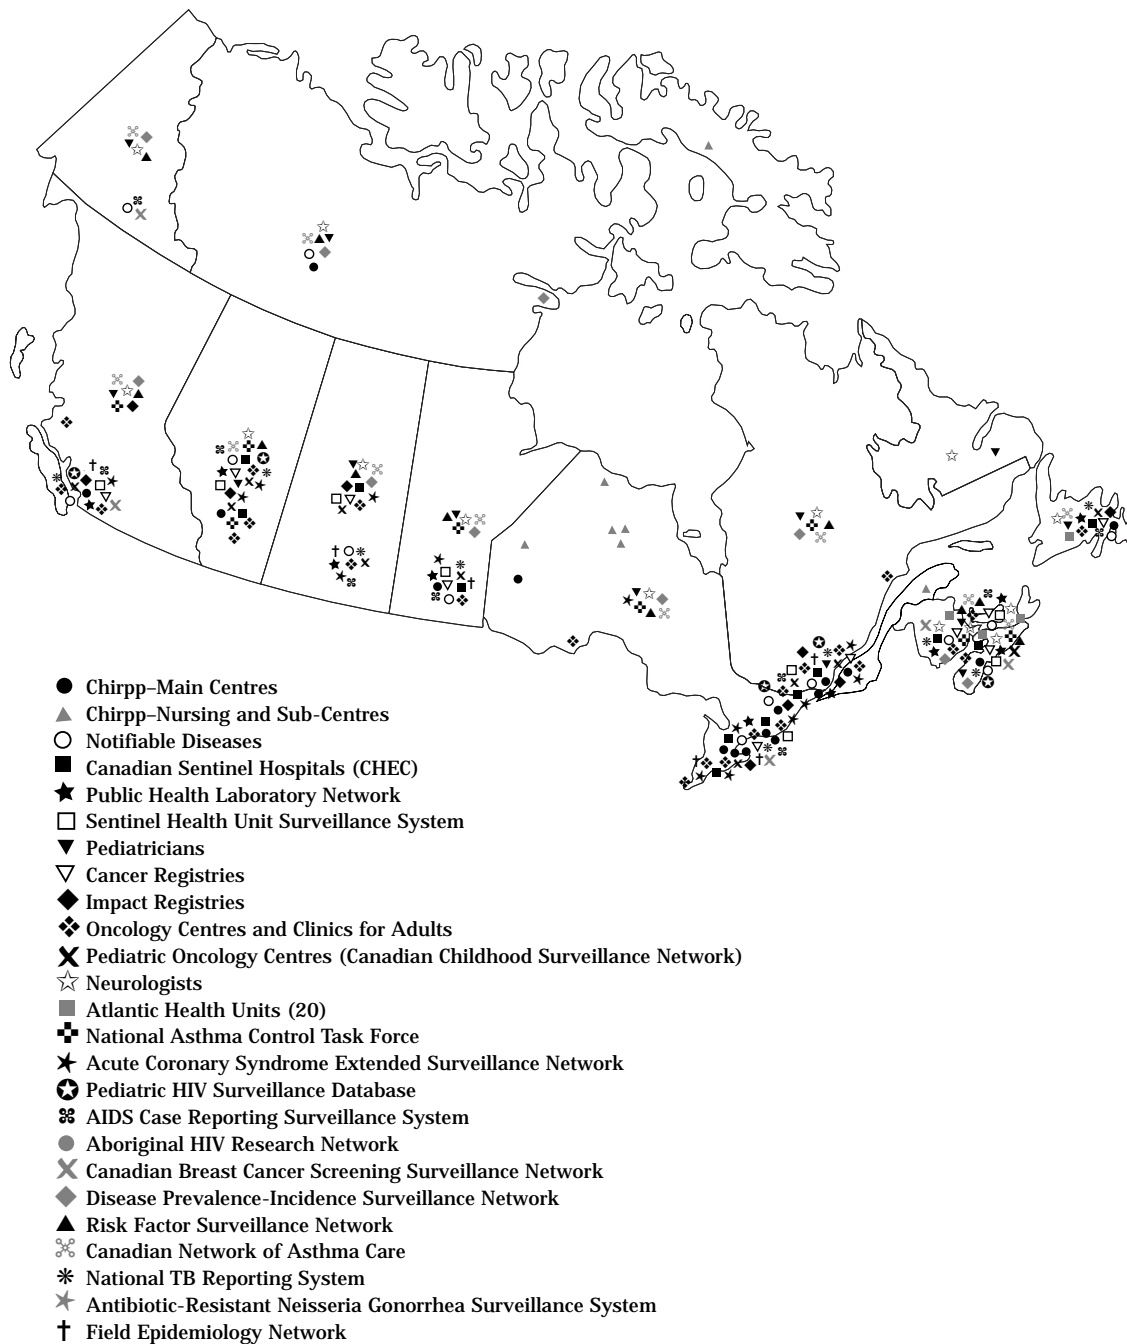 Chirpp–Main Centres
Chirpp–Nursing and Sub-Centres
Notifiable Diseases
Canadian Sentinel Hospitals (CHEC)
Public Health Laboratory Network
Sentinel Health Unit Surveillance System
Pediatricians
Cancer Registries
Impact Registries
Oncology Centres and Clinics for Adults
Pediatric Oncology Centres (Canadian Childhood Surveillance Network)
Neurologists
Atlantic Health Units (20)
National Asthma Control Task Force
Acute Coronary Syndrome Extended Surveillance Network
Pediatric HIV Surveillance Database
AIDS Case Reporting Surveillance System
Aboriginal HIV Research Network
Canadian Breast Cancer Screening Surveillance Network
Disease Prevalence-Incidence Surveillance Network
Risk Factor Surveillance Network
Canadian Network of Asthma Care
National TB Reporting System
Antibiotic-Resistant Neisseria Gonorrhea Surveillance System
Field Epidemiology Network